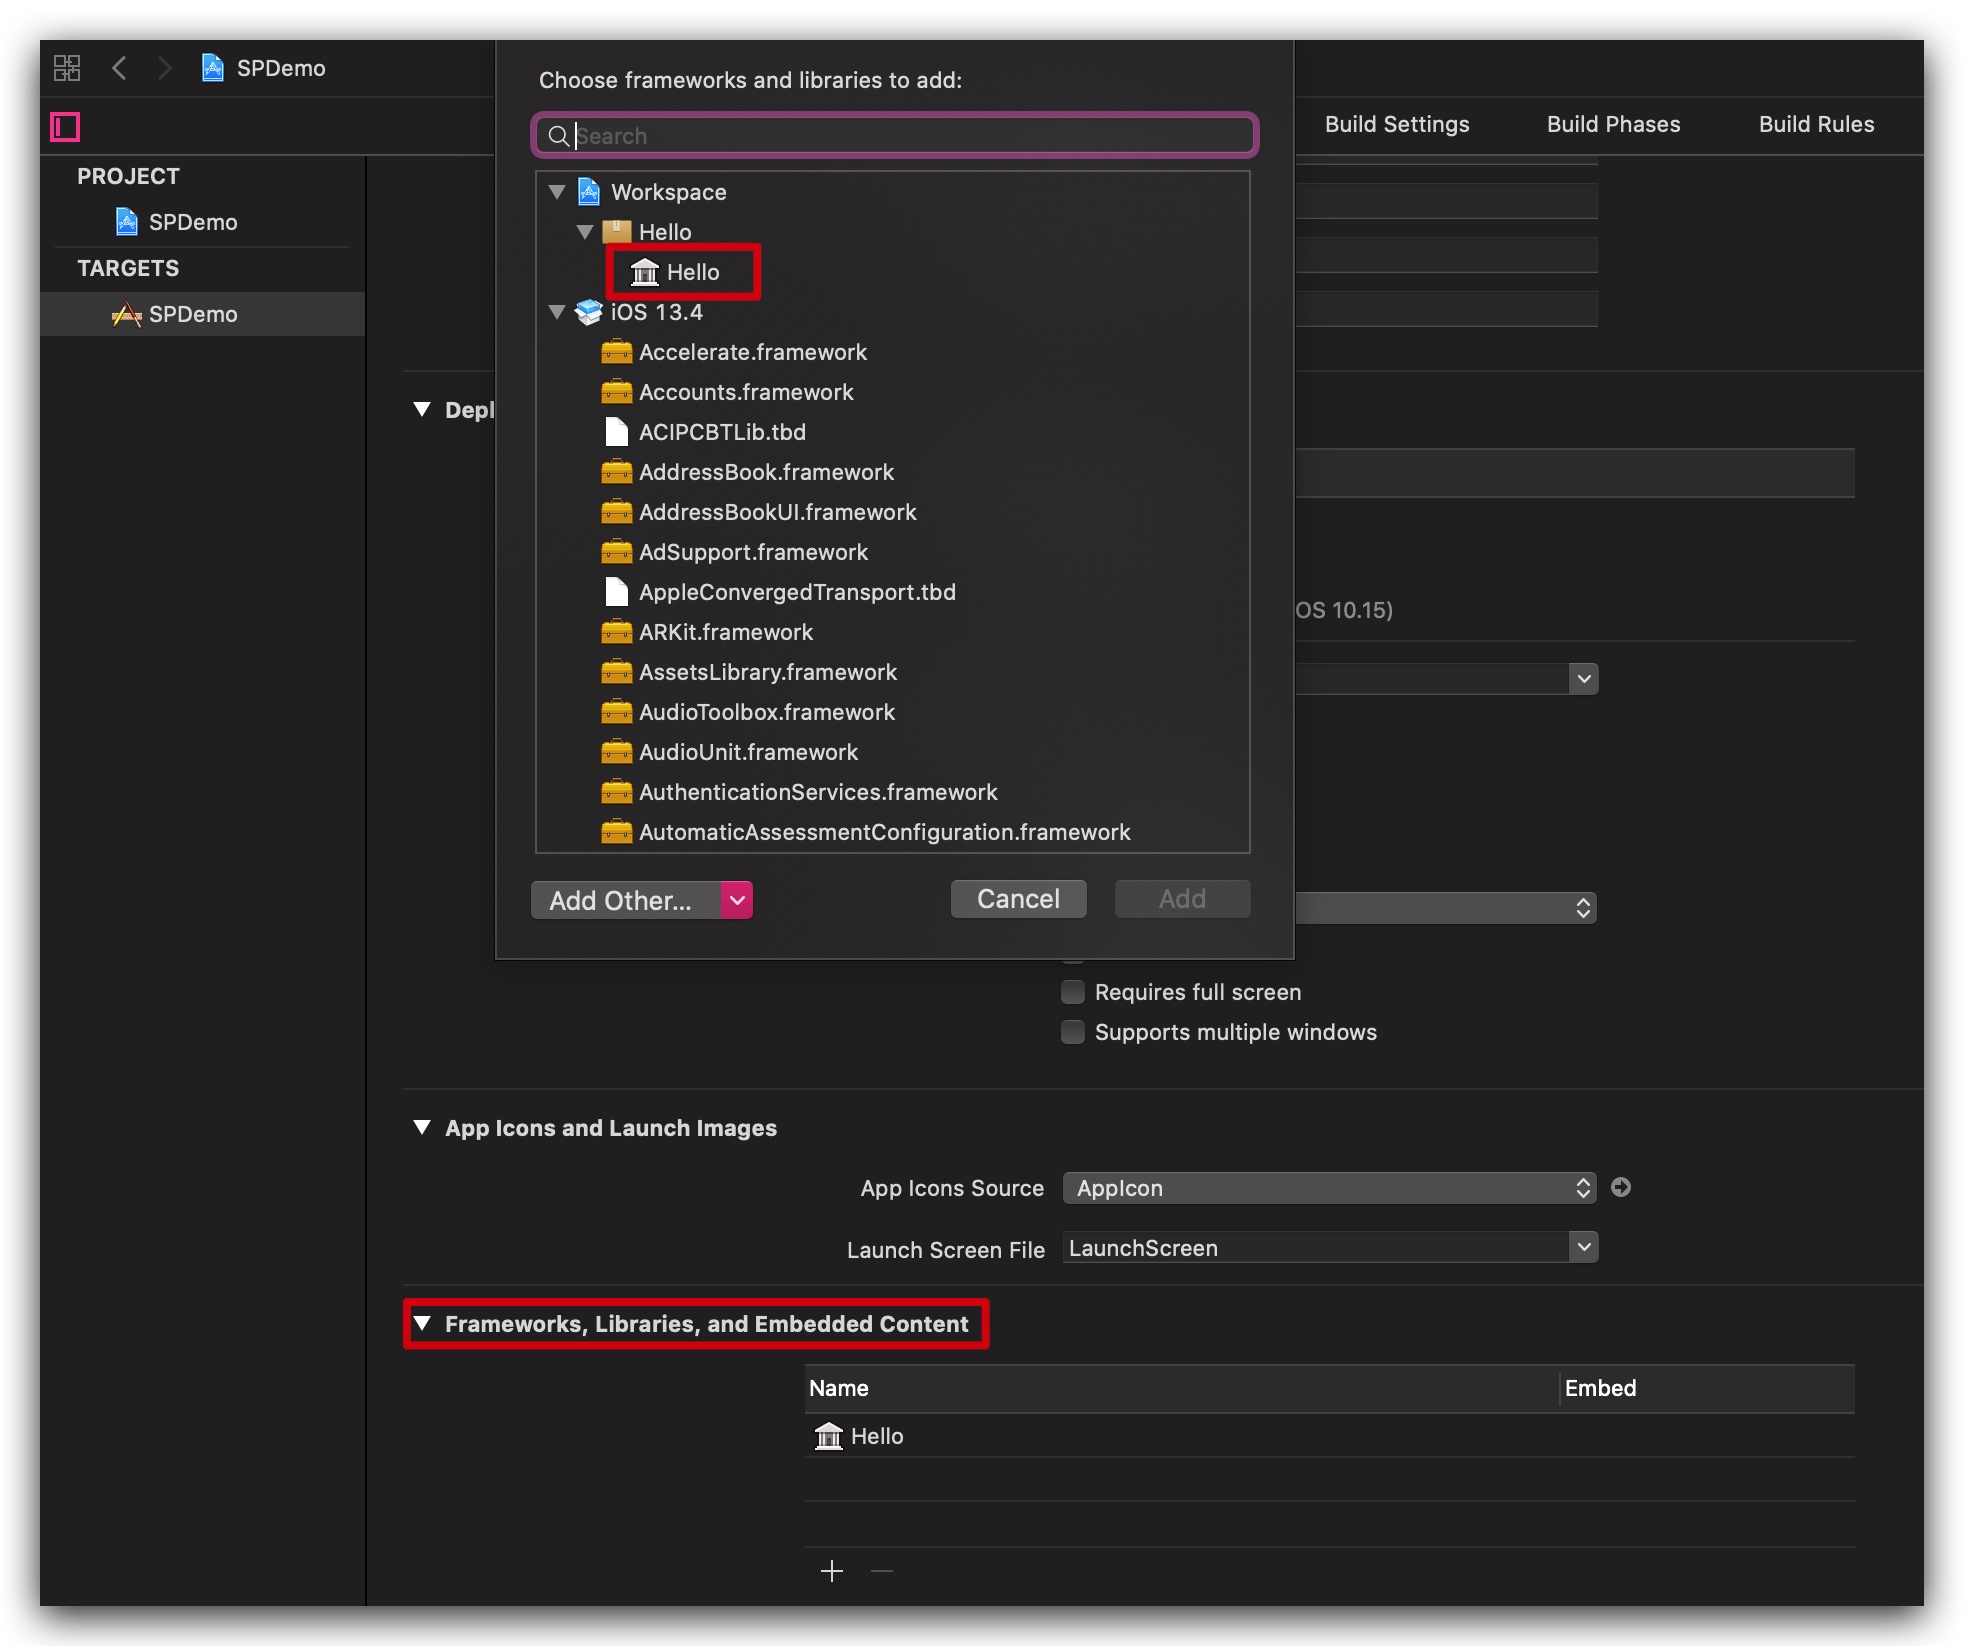 SPDemo
Choose frameworks and libraries to add:
Search
Build Settings
Build Phases
Build Rules
PROJECT
SPDemo
TARGETS
SPDemo
Workspace
Hello
Hello
iOS 13.4
Accelerate.framework
Accounts.framework
ACIPCBTLib.tbd
AddressBook.framework
AddressBookUI.framework
AdSupport.framework
AppleConvergedTransport.tbd
ARKit.framework
AssetsLibrary.framework
AudioToolbox.framework
AudioUnit.framework
AuthenticationServices.framework
AutomaticAssessmentConfiguration.framework
Add Other...
Cancel
Add
Depl
OS 10.15)
Requires full screen
Supports multiple windows
App Icons and Launch Images
App Icons Source
AppIcon
Launch Screen File
LaunchScreen
Frameworks, Libraries, and Embedded Content
Name
Embed
Hello